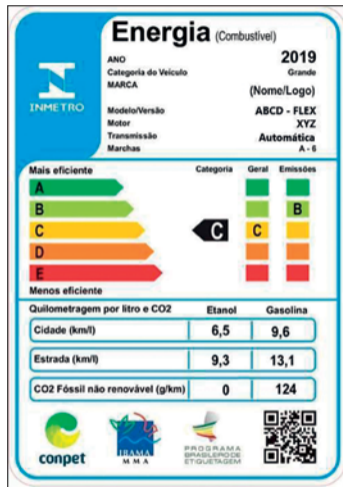 Energia (Combustível)
ANO 2019
Categoria do Veículo Grande
MARCA (Nome/Logo)
INMETRO
Modelo/Versão ABCD - FLEX
Motor XYZ
Transmissão Automática
Marchas A - 6
Mais eficiente Categoria Geral Emissões
A
B B
C C C
D
E
Menos eficiente
Quilometragem por litro e CO2 Etanol Gasolina
Cidade (km/l) 6,5 9,6
Estrada (km/l) 9,3 13,1
CO2 Fóssil não renovável (g/km) 0 124
conpet
IBAMA
MMA
PROGRAMA
BRASILEIRO DE
ETIQUETAGEM